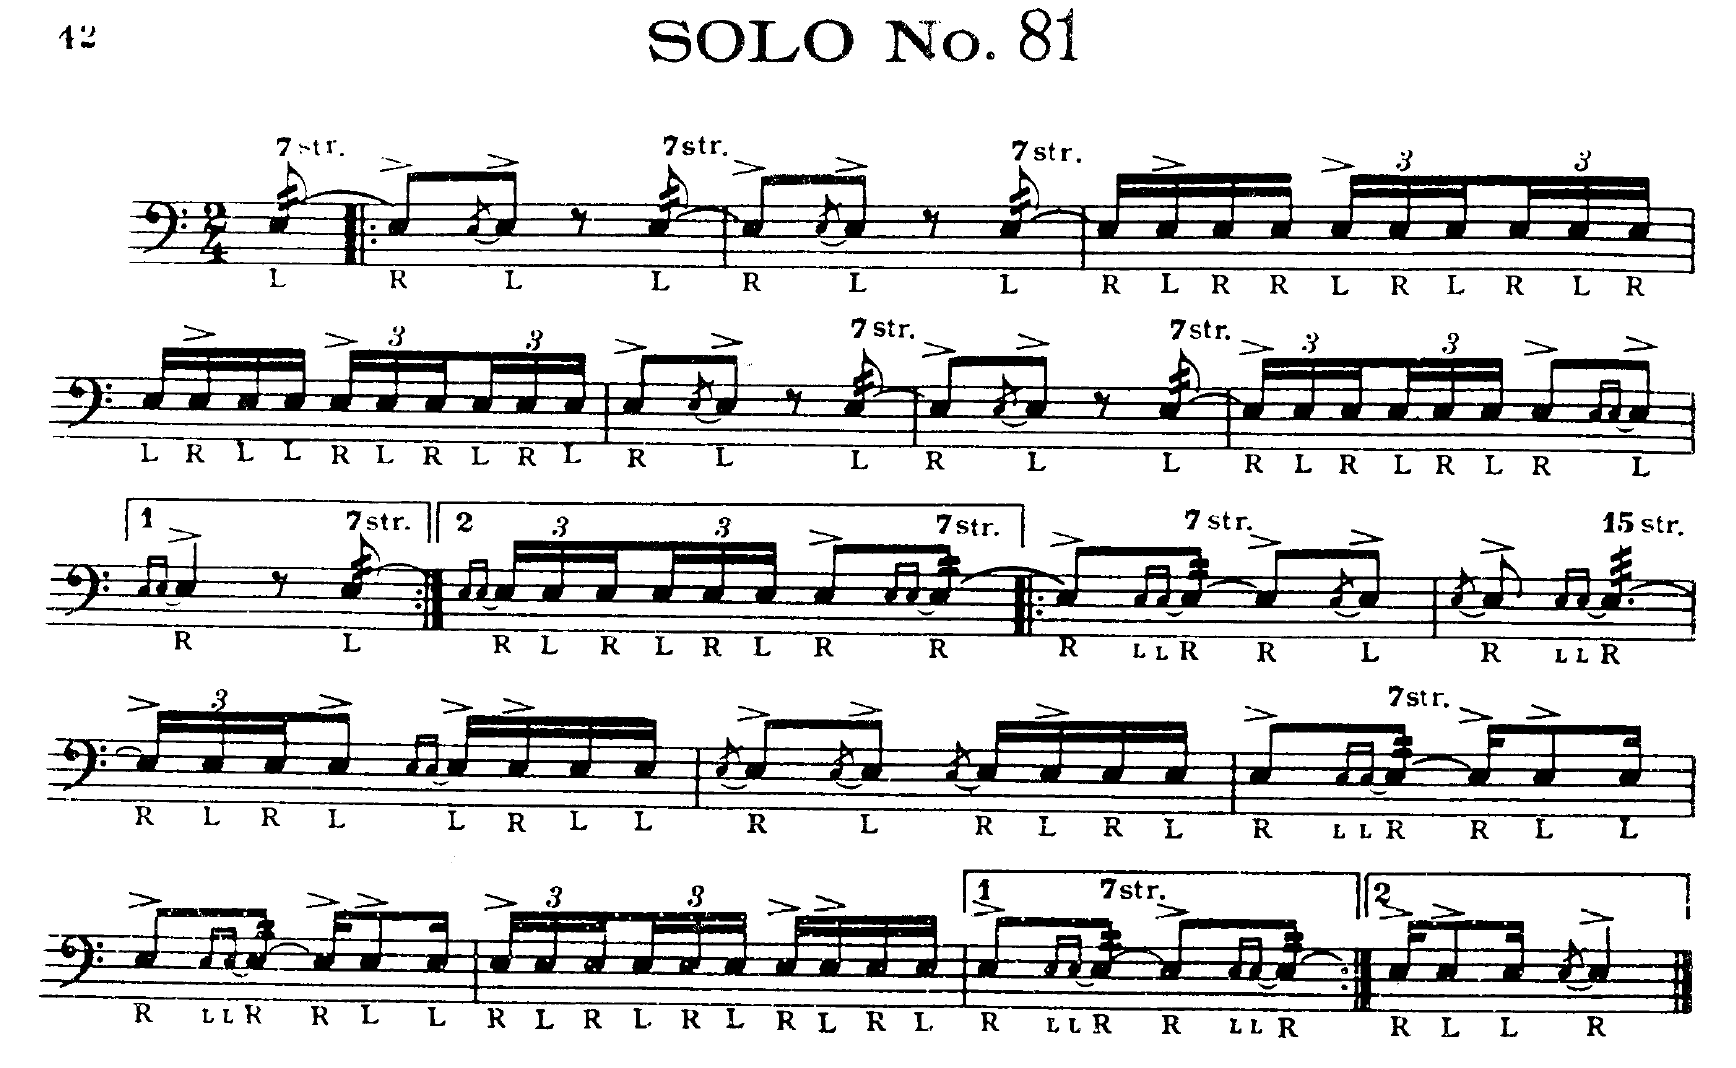 42
SOLO No. 81
7 str. 7 str. 7 str. 3 3
2 4
L R L L R L L R L R R L R L R L R
3 3 7 str. 7 str. 3 3
L R L L R L R L R L R L L R L L R L R L R L R L
1 7 str. 2 3 3 7 str. 7 str. 15 str.
R L R L R L R L R R R L L R R L R L L R
3 7 str.
R L R L L R L L R L R L R L R L L R R L L
3 3 1 7 str. 2
R L L R R L L R L R L R L R L R L R L L R R L L R R L L R